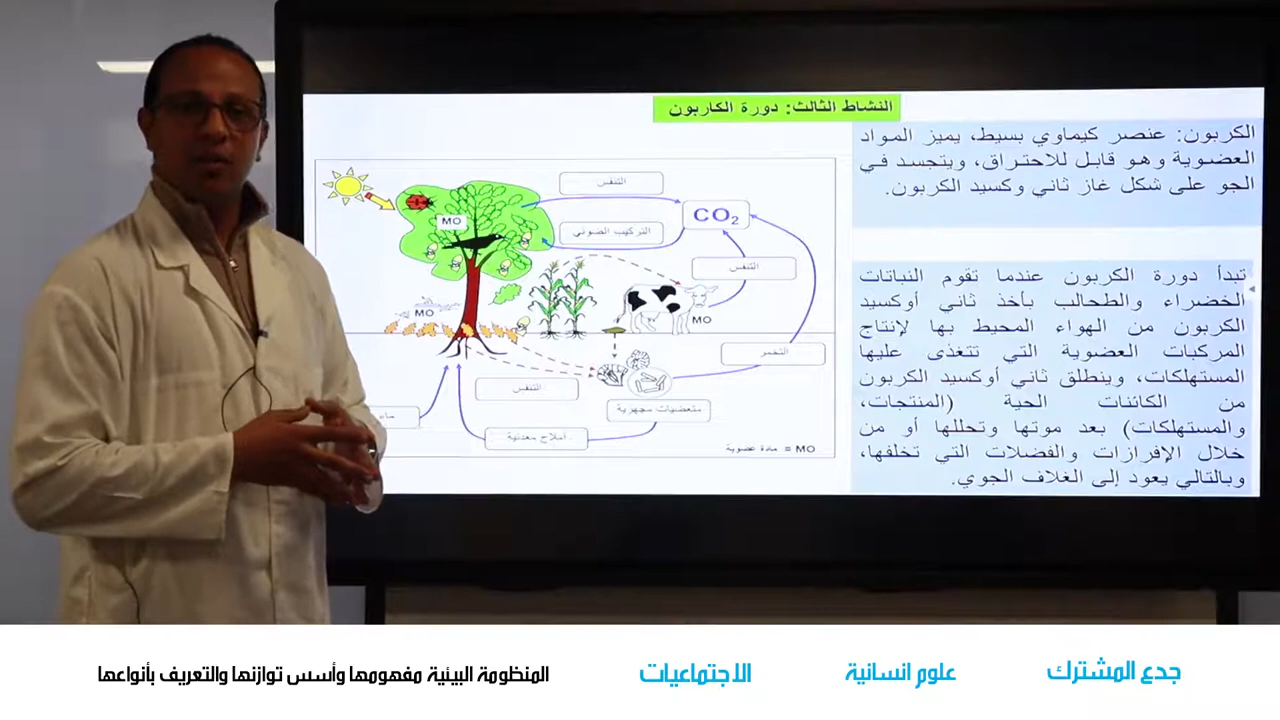 النشاط الثالث: دورة الكاربون
الكربون: عنصر كيماوي بسيط، يميز المواد
العضوية وهو قابل للاحتراق، ويتجسد في
الجو على شكل غاز ثاني وكسيد الكربون.
تبدأ دورة الكربون عندما تقوم النباتات
الخضراء والطحالب بأخذ ثاني أوكسيد
الكربون من الهواء المحيط بها لإنتاج
المركبات العضوية التي تتغذى عليها
المستهلكات، وينطلق ثاني أوكسيد الكربون
من الكائنات الحية (المنتجات،
والمستهلكات) بعد موتها وتحللها أو من
خلال الإفرازات والفضلات التي تخلفها،
وبالتالي يعود إلى الغلاف الجوي.
التنفس
CO2
MO
التركيب الضوئي
التنفس
MO
MO
التخمر
التنفس
متعضيات مجهرية
ماء
أملاح معدنية
MO = مادة عضوية
جدع المشترك
علوم انسانية
الاجتماعيات
المنظومة البيئية مفهومها وأسس توازنها والتعريف بأنواعها